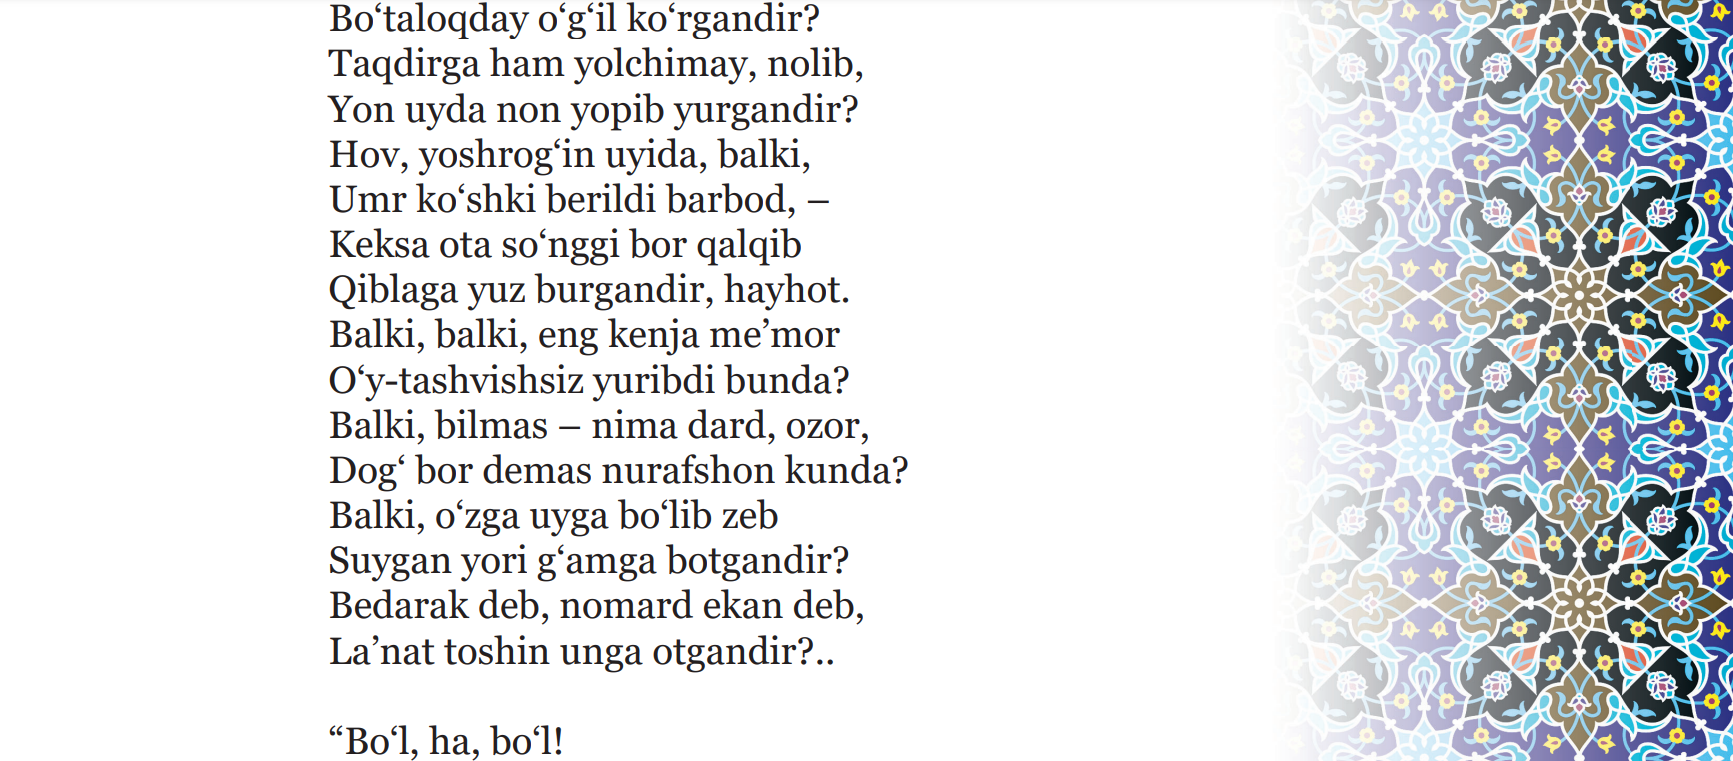 Bo‘taloqday o‘g‘il ko‘rgandir?
Taqdirga ham yolchimay, nolib,
Yon uyda non yopib yurgandir?
Hov, yoshrog‘in uyida, balki,
Umr ko‘shki berildi barbod, –
Keksa ota so‘nggi bor qalqib
Qiblaga yuz burgandir, hayhot.
Balki, balki, eng kenja me’mor
O‘y-tashvishsiz yuribdi bunda?
Balki, bilmas – nima dard, ozor,
Dog‘ bor demas nurafshon kunda?
Balki, o‘zga uyga bo‘lib zeb
Suygan yori g‘amga botgandir?
Bedarak deb, nomard ekan deb,
La’nat toshin unga otgandir?..
“Bo‘l, ha, bo‘l!